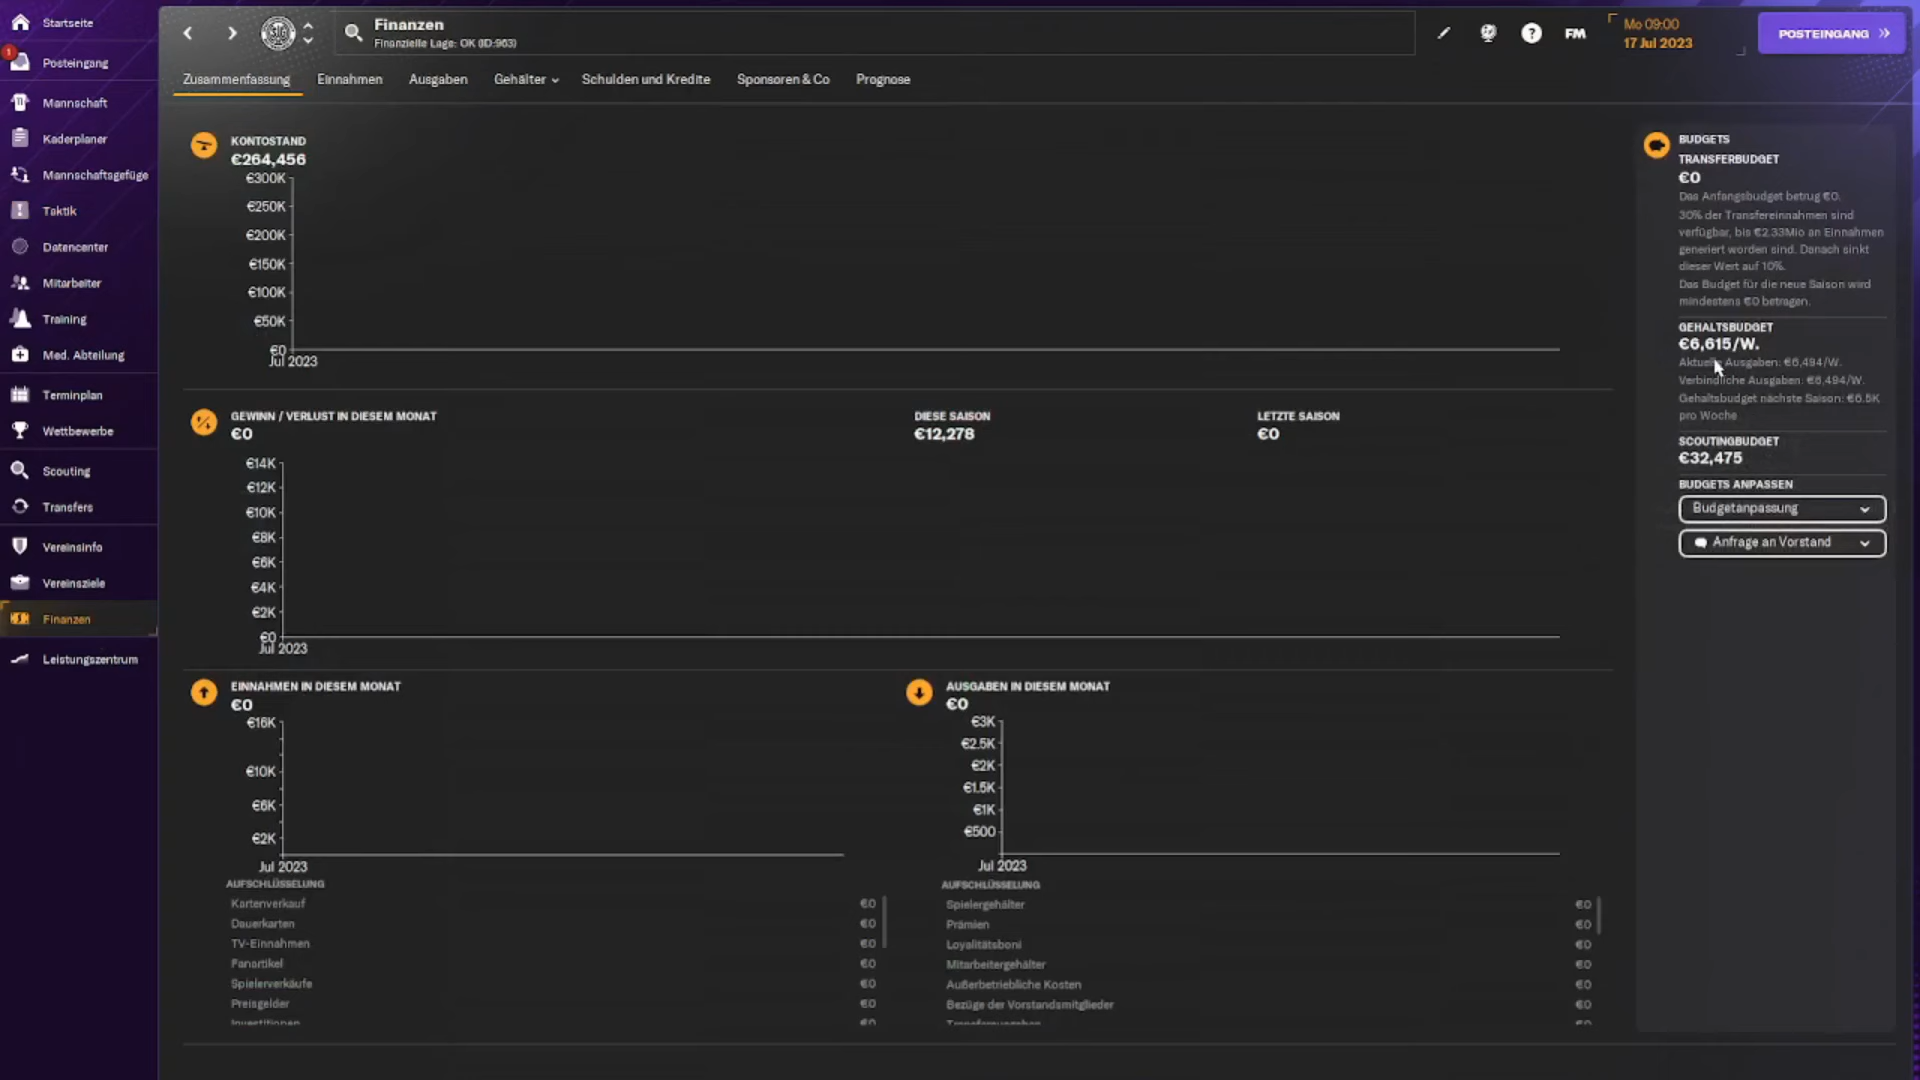 Startseite
1
Posteingang
Mannschaft
Kaderplaner
Mannschaftsgefüge
Taktik
Datencenter
Mitarbeiter
Training
Med. Abteilung
Terminplan
Wettbewerbe
Scouting
Transfers
Vereinsinfo
Vereinsziele
Finanzen
Leistungszentrum
Finanzen
Finanzielle Lage: OK (ID:963)
?
FM
Mo 09:00
17 Jul 2023
POSTEINGANG
Zusammenfassung Einnahmen Ausgaben Gehälter Schulden und Kredite Sponsoren & Co Prognose
KONTOSTAND
€264,456
€300K
€250K
€200K
€150K
€100K
€50K
€0
Jul 2023
GEWINN / VERLUST IN DIESEM MONAT
€0
DIESE SAISON
€12,278
LETZTE SAISON
€0
€14K
€12K
€10K
€8K
€6K
€4K
€2K
€0
Jul 2023
EINNAHMEN IN DIESEM MONAT
€0
€16K
€10K
€6K
€2K
Jul 2023
AUFSCHLÜSSELUNG
Kartenverkauf €0
Dauerkarten €0
TV-Einnahmen €0
Fanartikel €0
Spielerverkäufe €0
Preisgelder €0
Investitionen €0
AUSGABEN IN DIESEM MONAT
€0
€3K
€2.5K
€2K
€1.5K
€1K
€500
Jul 2023
AUFSCHLÜSSELUNG
Spielergehälter €0
Prämien €0
Loyalitätsboni €0
Mitarbeitergehälter €0
Außerbetriebliche Kosten €0
Bezüge der Vorstandsmitglieder €0
Transferausgaben €0
BUDGETS
TRANSFERBUDGET
€0
Das Anfangsbudget betrug €0.
30% der Transfereinnahmen sind
verfügbar, bis €2.33Mio an Einnahmen
generiert worden sind. Danach sinkt
dieser Wert auf 10%.
Das Budget für die neue Saison wird
mindestens €0 betragen.
GEHALTSBUDGET
€6,615/W.
Aktuelle Ausgaben: €6,494/W.
Verbindliche Ausgaben: €6,494/W.
Gehaltsbudget nächste Saison: €6.5K
pro Woche
SCOUTINGBUDGET
€32,475
BUDGETS ANPASSEN
Budgetanpassung
Anfrage an Vorstand